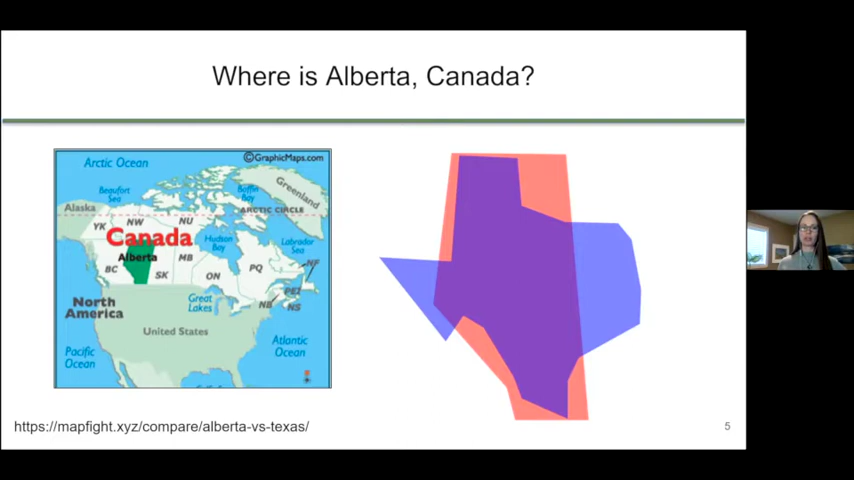 Where is Alberta, Canada?
©GraphicMaps.com
Arctic Ocean
Beaufort
Sea
Baffin
Bay
Greenland
Alaska
ARCTIC CIRCLE
YK
NW
NU
Canada
Hudson
Bay
Labrador
Sea
Alberta
BC
SK
MB
ON
PQ
NF
PEI
NB
NS
North
America
Great
Lakes
United States
Pacific
Ocean
Atlantic
Ocean
https://mapfight.xyz/compare/alberta-vs-texas/
5